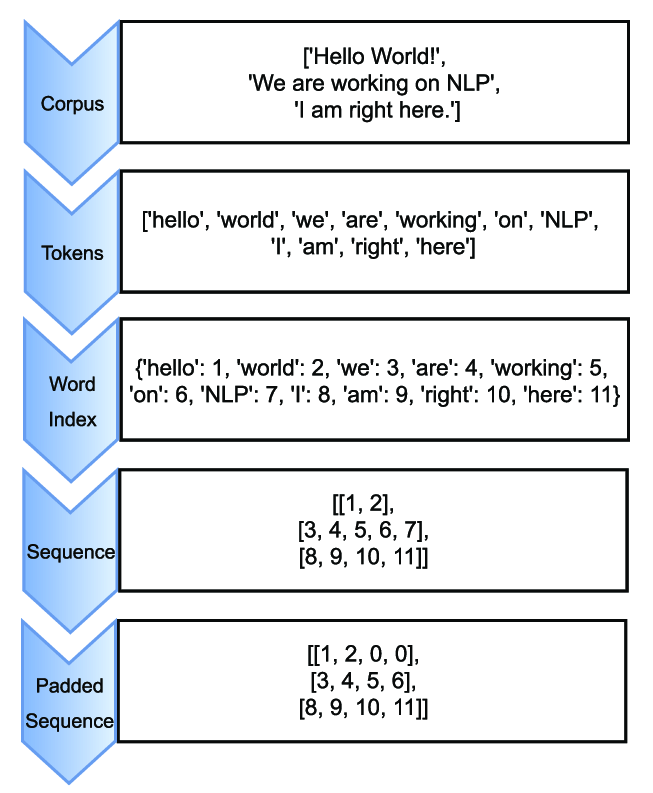 Corpus
['Hello World!',
'We are working on NLP',
'I am right here.']
Tokens
['hello', 'world', 'we', 'are', 'working', 'on', 'NLP',
'I', 'am', 'right', 'here']
Word
Index
{'hello': 1, 'world': 2, 'we': 3, 'are': 4, 'working': 5,
'on': 6, 'NLP': 7, 'I': 8, 'am': 9, 'right': 10, 'here': 11}
Sequence
[[1, 2],
[3, 4, 5, 6, 7],
[8, 9, 10, 11]]
Padded
Sequence
[[1, 2, 0, 0],
[3, 4, 5, 6],
[8, 9, 10, 11]]